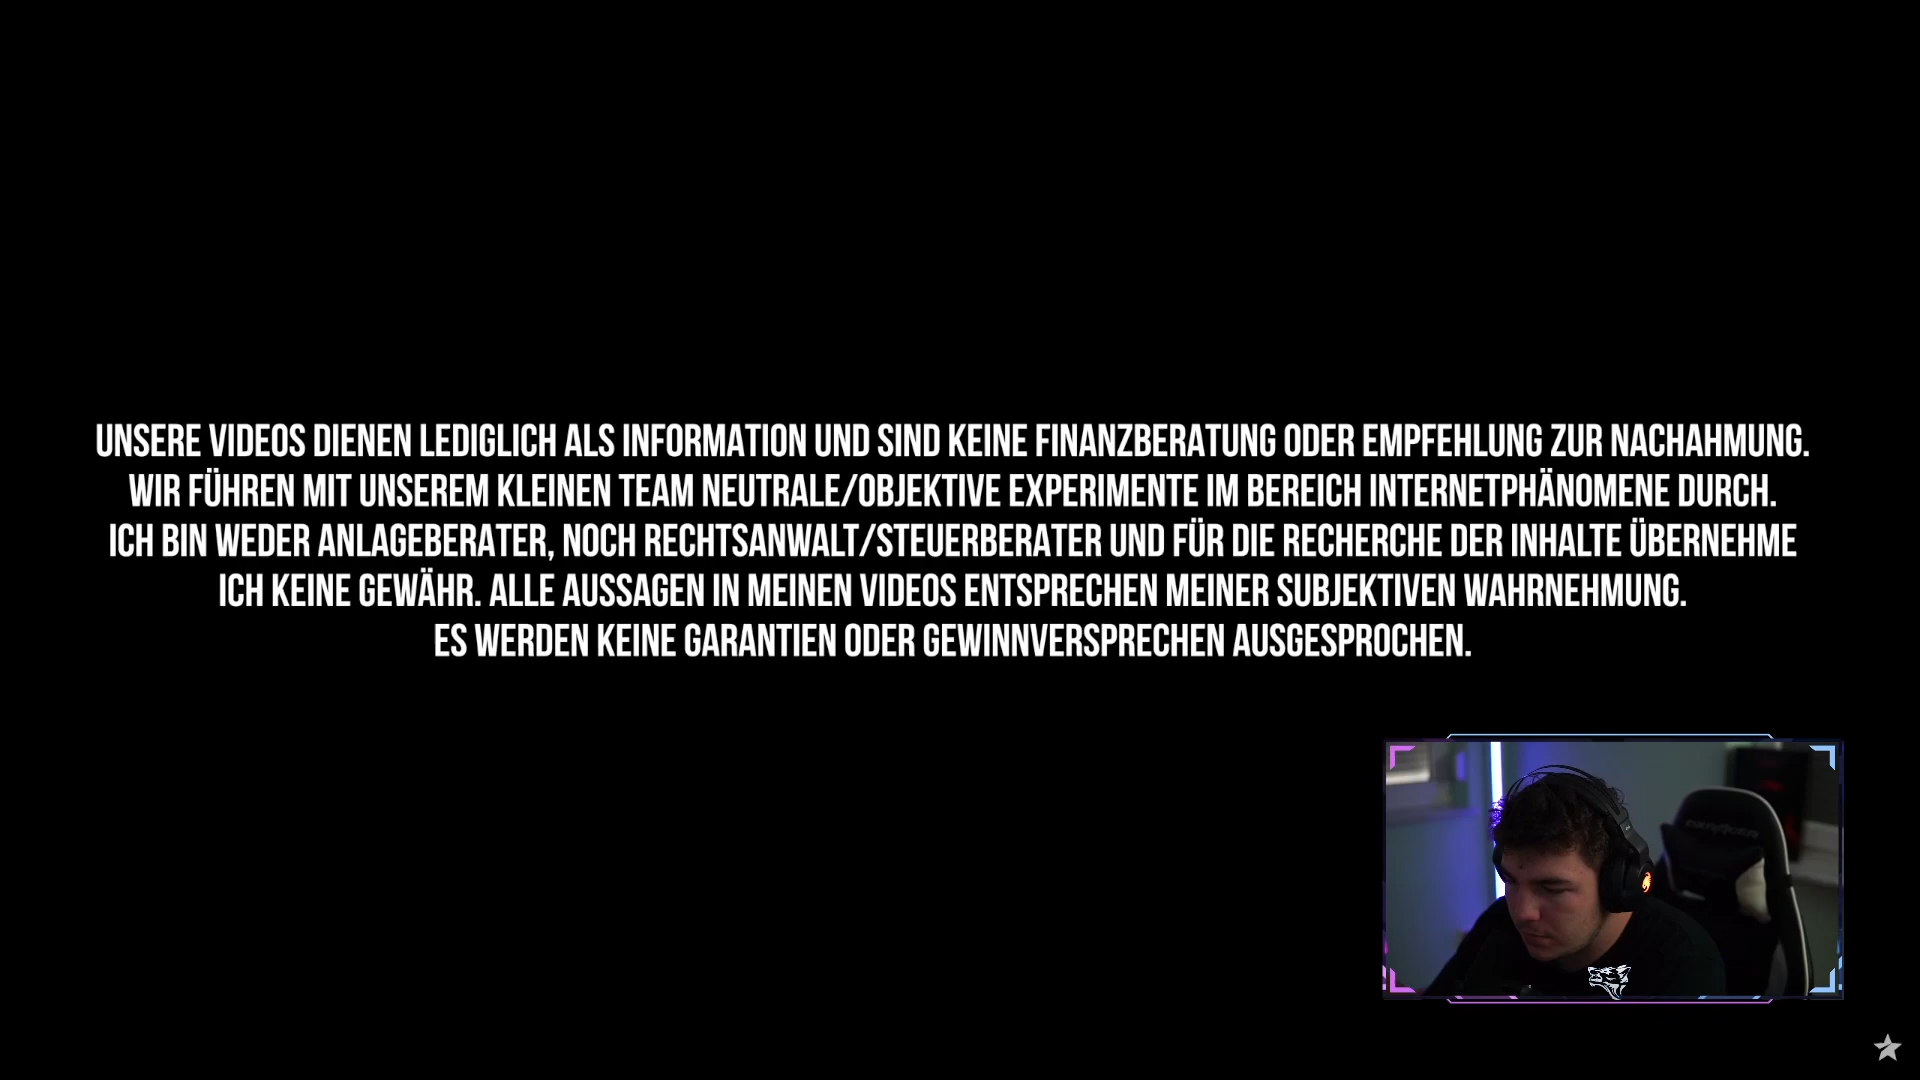 UNSERE VIDEOS DIENEN LEDIGLICH ALS INFORMATION UND SIND KEINE FINANZBERATUNG ODER EMPFEHLUNG ZUR NACHAHMUNG.
WIR FÜHREN MIT UNSEREM KLEINEN TEAM NEUTRALE/OBJEKTIVE EXPERIMENTE IM BEREICH INTERNETPHÄNOMENE DURCH.
ICH BIN WEDER ANLAGEBERATER, NOCH RECHTSANWALT/STEUERBERATER UND FÜR DIE RECHERCHE DER INHALTE ÜBERNEHME
ICH KEINE GEWÄHR. ALLE AUSSAGEN IN MEINEN VIDEOS ENTSPRECHEN MEINER SUBJEKTIVEN WAHRNEHMUNG.
ES WERDEN KEINE GARANTIEN ODER GEWINNVERSPRECHEN AUSGESPROCHEN.